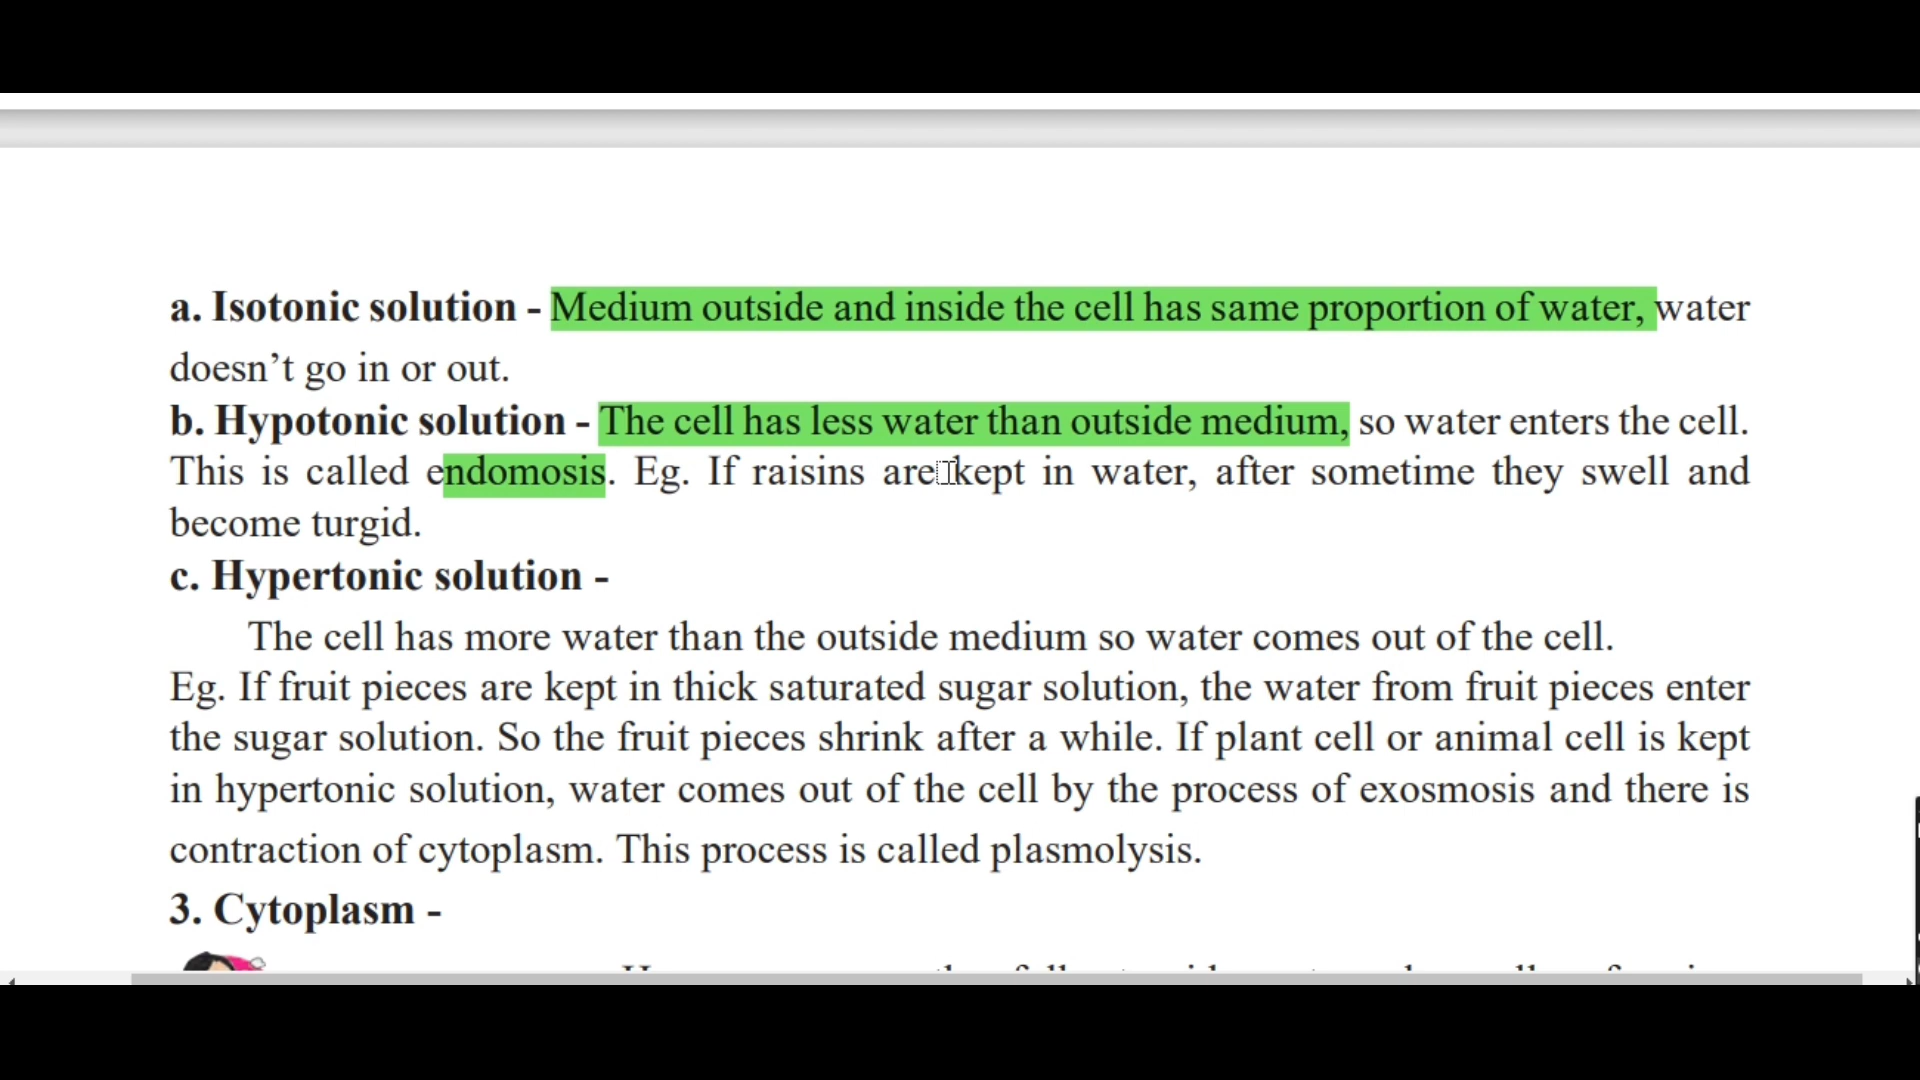 a. Isotonic solution - Medium outside and inside the cell has same proportion of water, water
doesn’t go in or out.
b. Hypotonic solution - The cell has less water than outside medium, so water enters the cell.
This is called endomosis. Eg. If raisins are kept in water, after sometime they swell and
become turgid.
c. Hypertonic solution -
The cell has more water than the outside medium so water comes out of the cell.
Eg. If fruit pieces are kept in thick saturated sugar solution, the water from fruit pieces enter
the sugar solution. So the fruit pieces shrink after a while. If plant cell or animal cell is kept
in hypertonic solution, water comes out of the cell by the process of exosmosis and there is
contraction of cytoplasm. This process is called plasmolysis.
3. Cytoplasm -